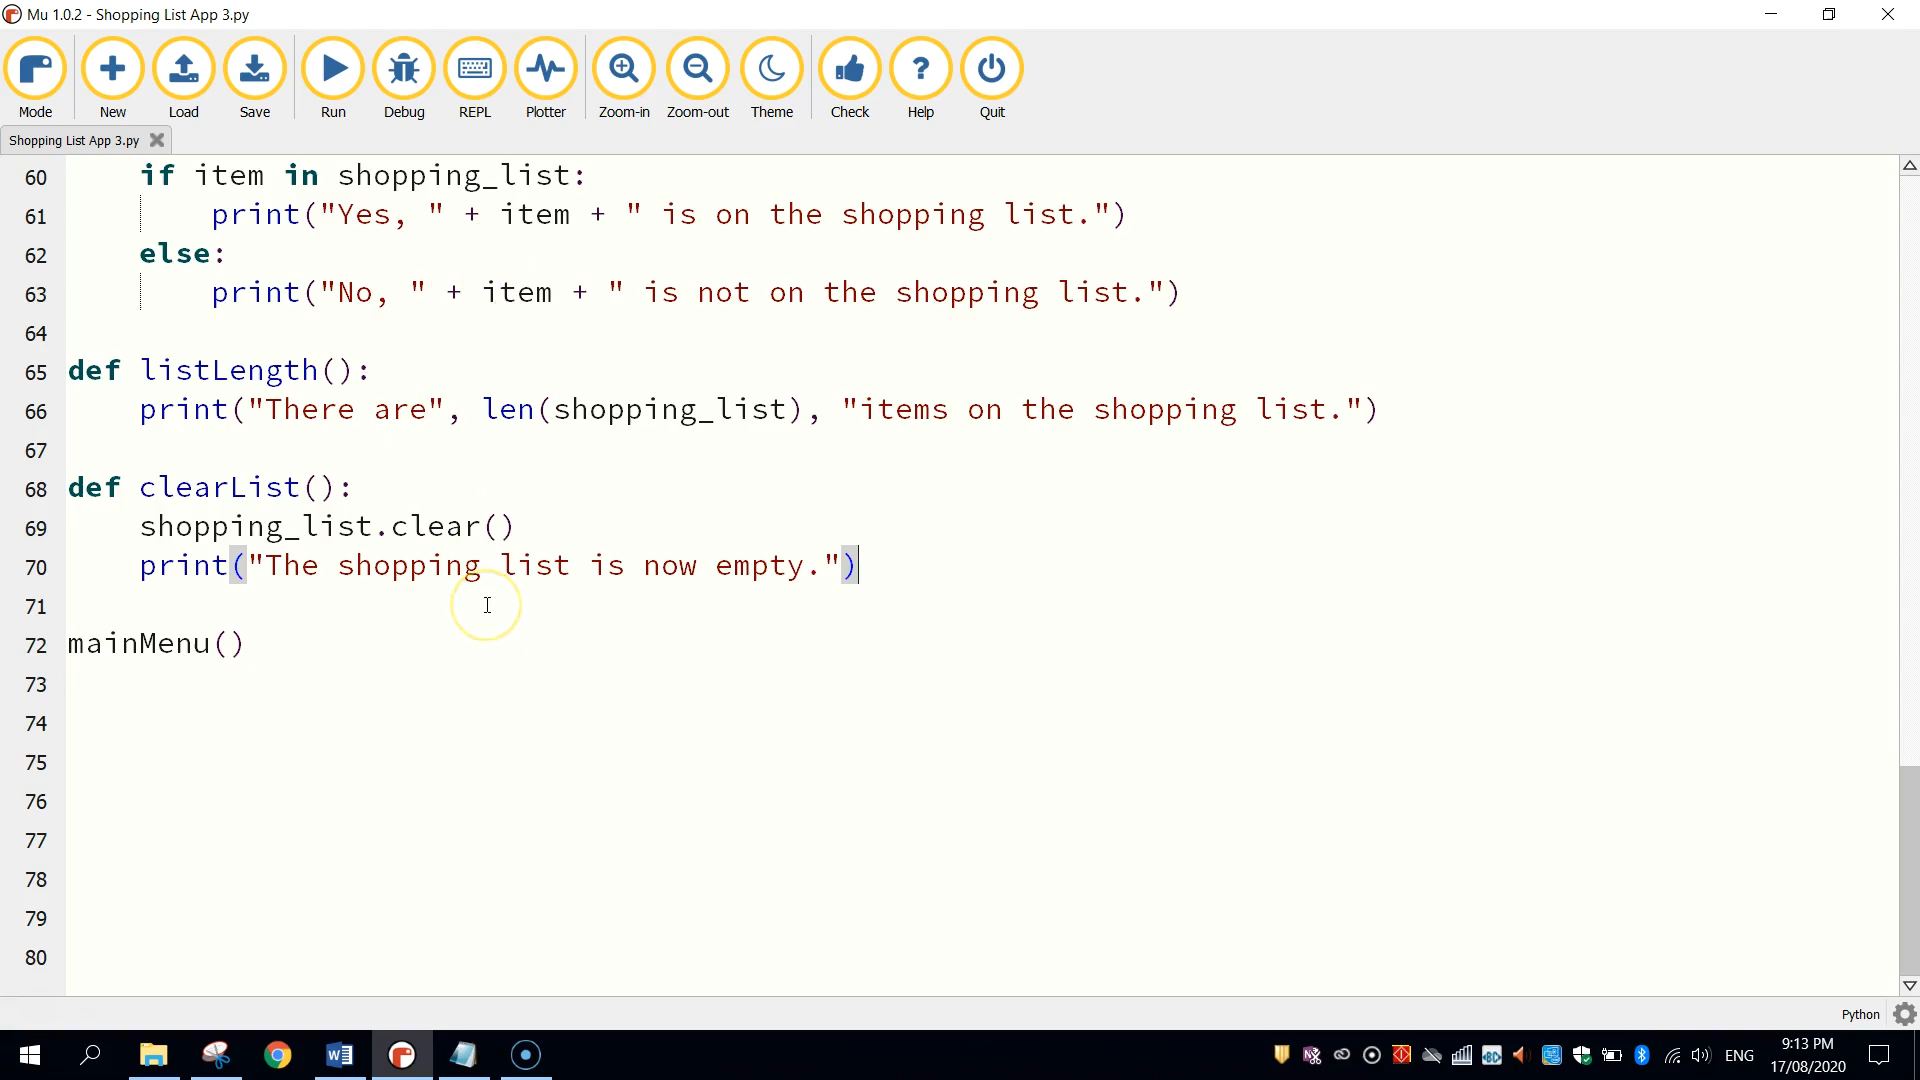 Mu 1.0.2 - Shopping List App 3.py
Mode New Load Save Run Debug REPL Plotter Zoom-in Zoom-out Theme Check Help Quit
Shopping List App 3.py
60     if item in shopping_list:
61         print("Yes, " + item + " is on the shopping list.")
62     else:
63         print("No, " + item + " is not on the shopping list.")
64
65 def listLength():
66     print("There are", len(shopping_list), "items on the shopping list.")
67
68 def clearList():
69     shopping_list.clear()
70     print("The shopping list is now empty.")
71
72 mainMenu()
73
74
75
76
77
78
79
80
Python
ENG
9:13 PM
17/08/2020